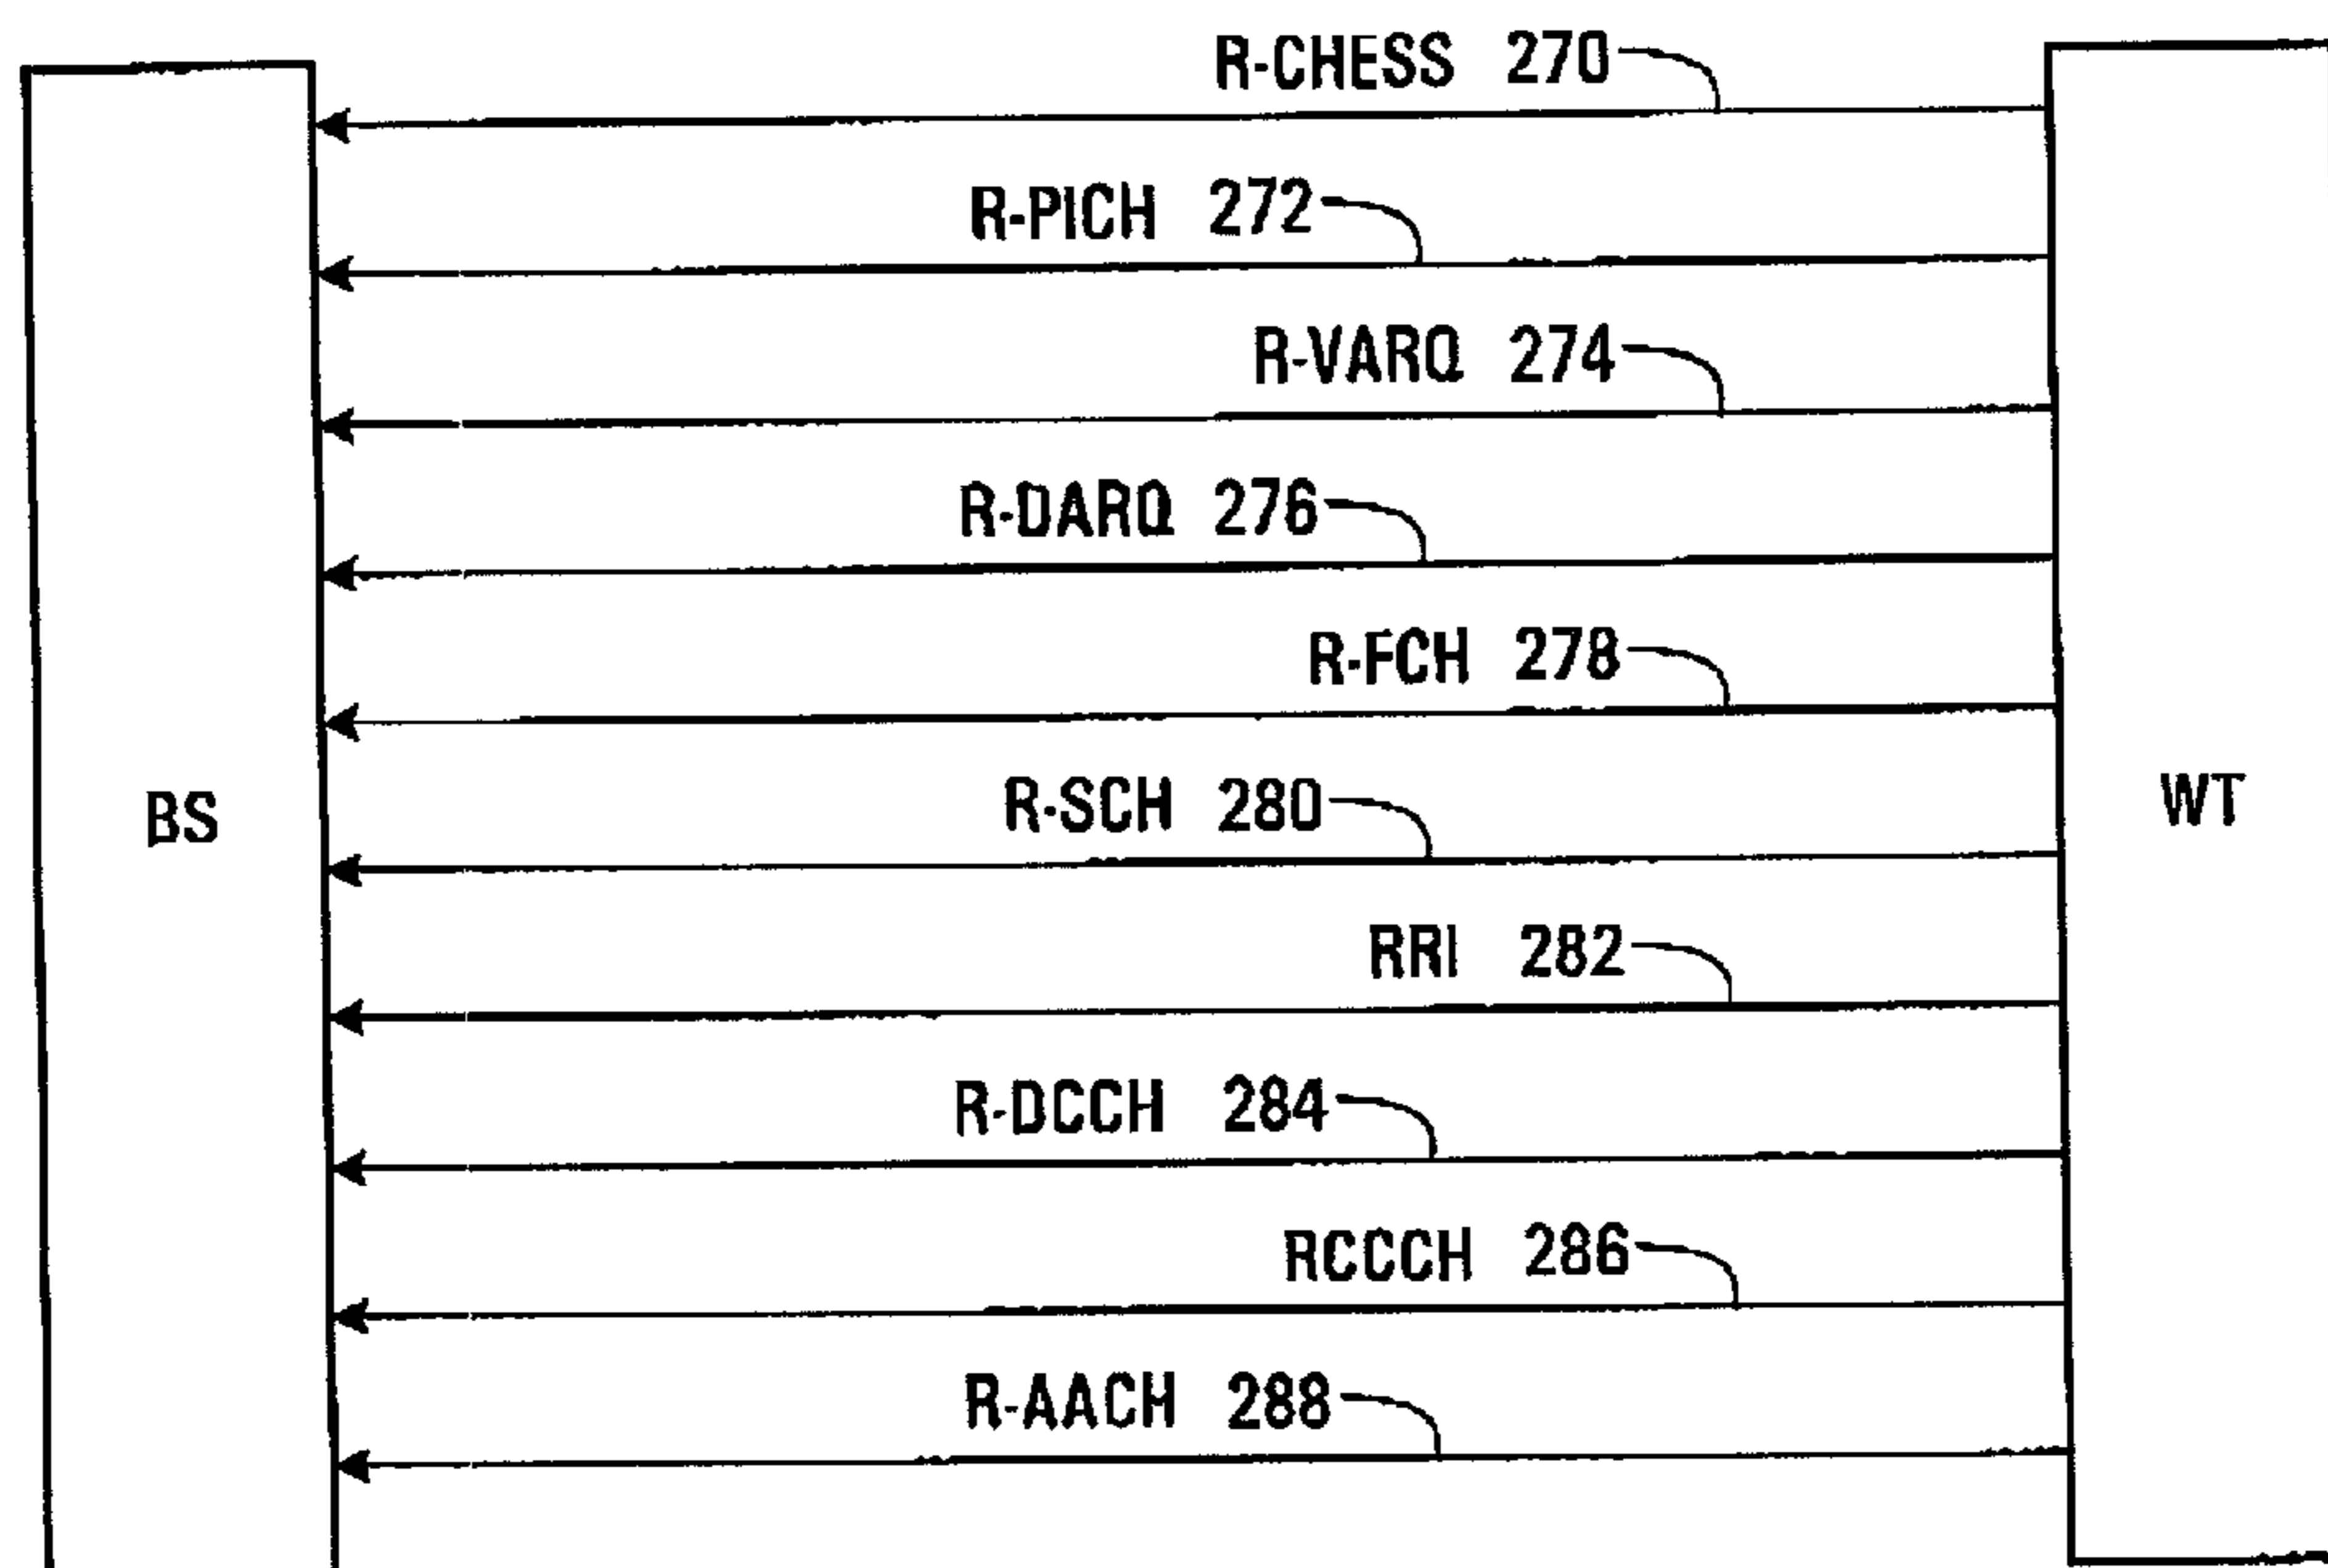 R-CHESS 270
R-PICH 272
R-VARQ 274
R-DARQ 276
R-FCH 278
R-SCH 280
BS
WT
RRI 282
R-DCCH 284
RCCCH 286
R-AACH 288